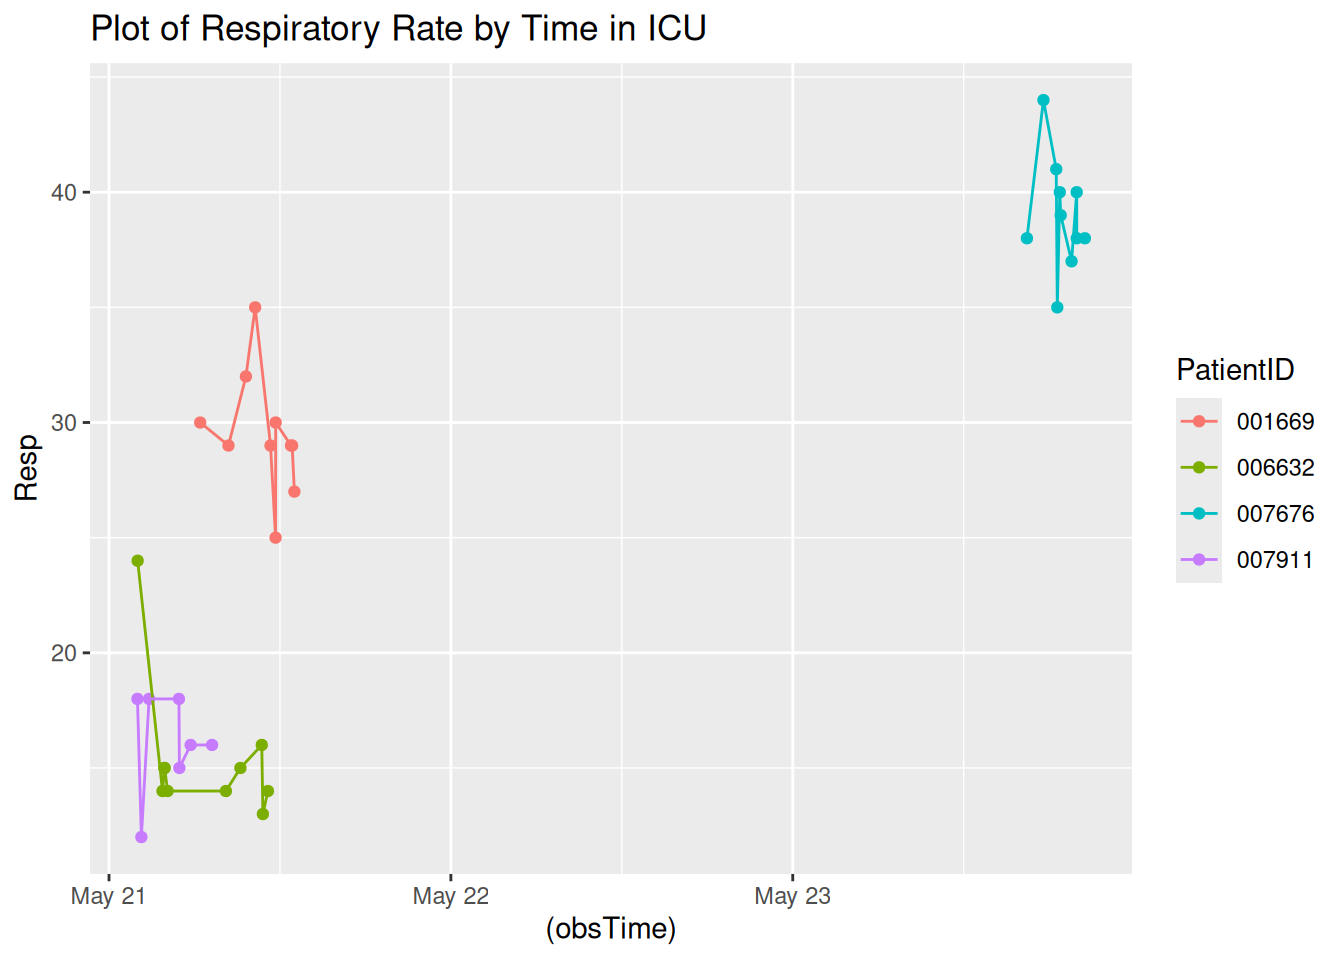 Plot of Respiratory Rate by Time in ICU
Resp
40
30
20
May 21
May 22
May 23
(obsTime)
PatientID
001669
006632
007676
007911